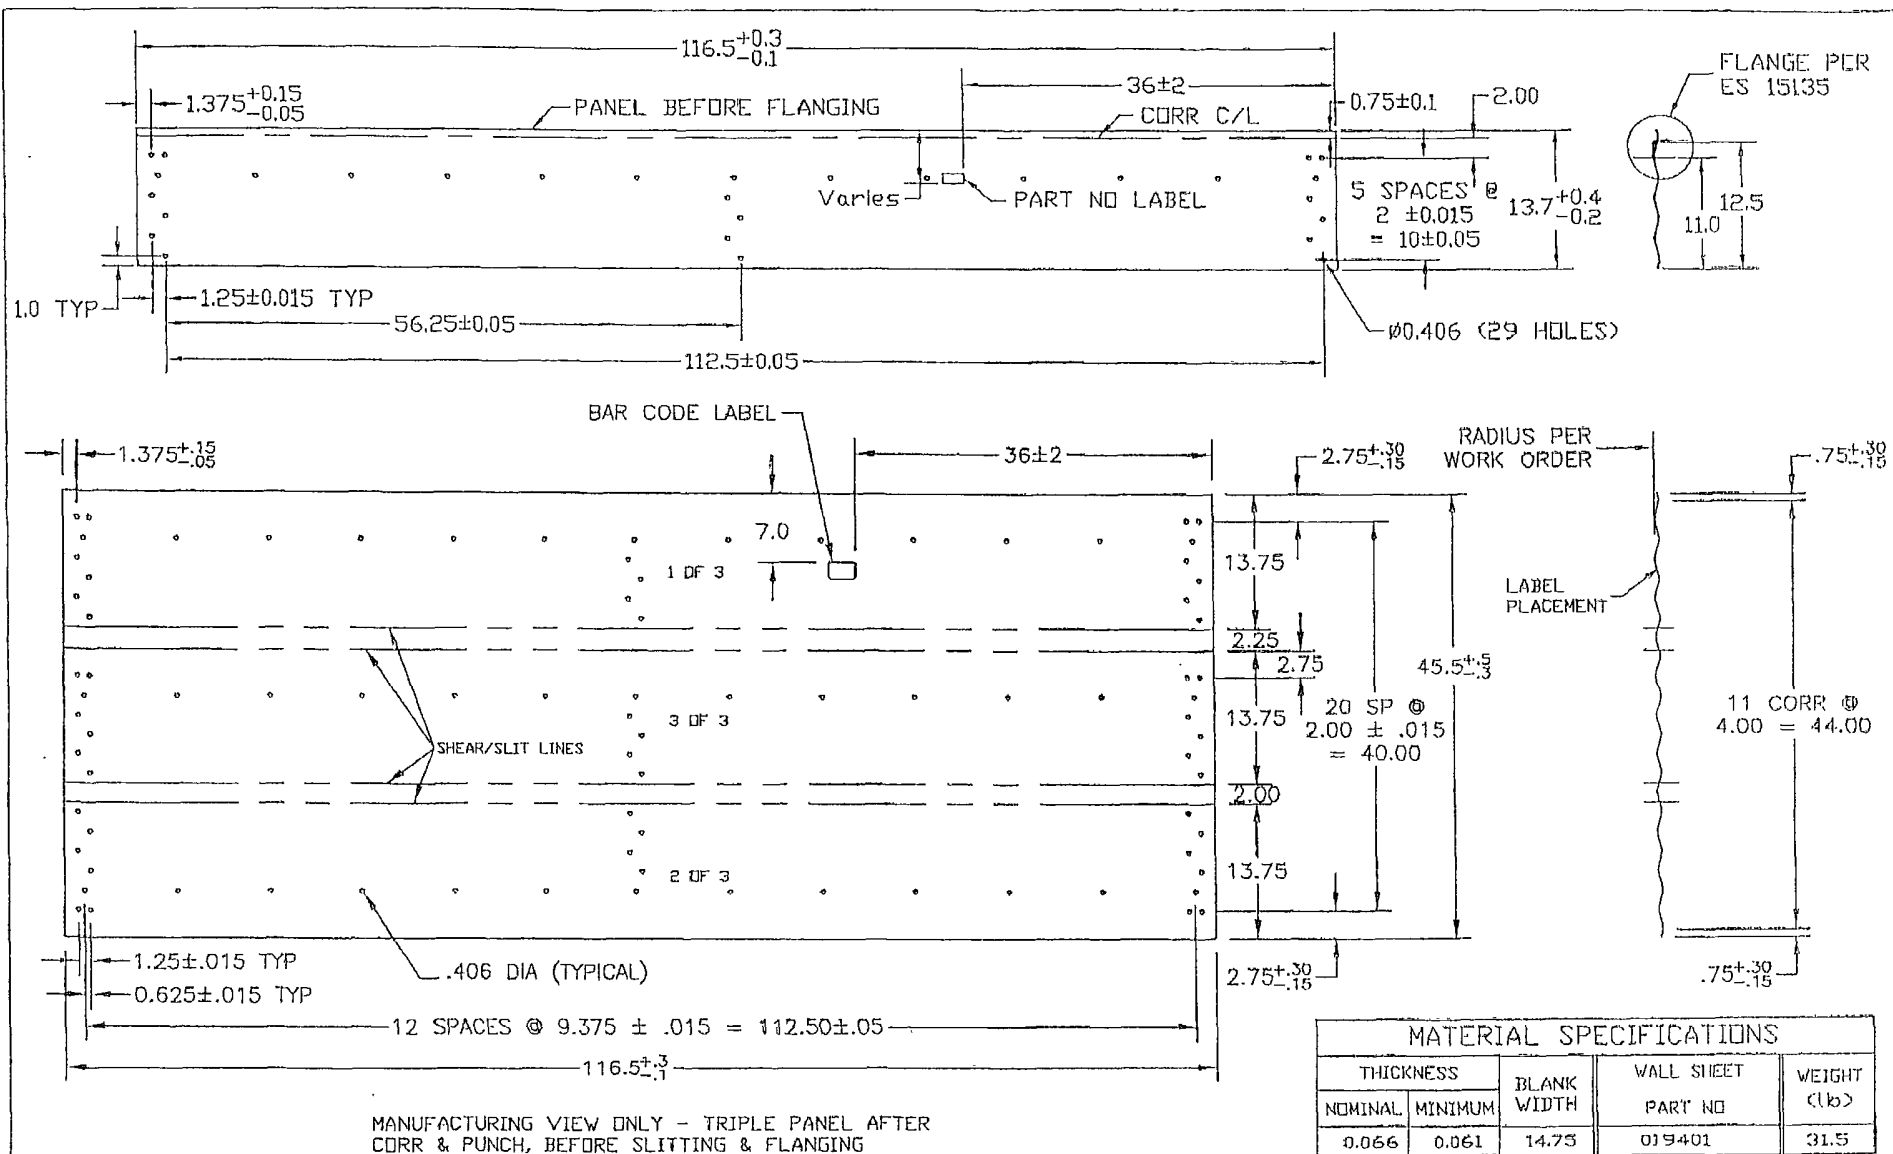 116.5+0.3
-0.1
36±2
FLANGE PER
ES 15135
1.375+0.15
-0.05
PANEL BEFORE FLANGING
CORR C/L
0.75±0.1
2.00
Varies
PART NO LABEL
5 SPACES @
2 ±0.015
= 10±0.05
13.7+0.4
-0.2
12.5
11.0
1.0 TYP
1.25±0.015 TYP
56.25±0.05
Ø0.406 (29 HOLES)
112.5±0.05
BAR CODE LABEL
1.375+.15
-.05
36±2
2.75+.30
-.15
RADIUS PER
WORK ORDER
.75+.30
-.15
7.0
1 OF 3
13.75
LABEL
PLACEMENT
2.25
2.75
45.5+.5
-.3
3 OF 3
13.75
20 SP @
2.00 ± .015
= 40.00
11 CORR @
4.00 = 44.00
SHEAR/SLIT LINES
2.00
2 OF 3
13.75
1.25±.015 TYP
.406 DIA (TYPICAL)
2.75+.30
-.15
.75+.30
-.15
0.625±.015 TYP
12 SPACES @ 9.375 ± .015 = 112.50±.05
116.5+.3
-.1
MANUFACTURING VIEW ONLY - TRIPLE PANEL AFTER
CORR & PUNCH, BEFORE SLITTING & FLANGING
MATERIAL SPECIFICATIONS
THICKNESS
BLANK
WIDTH
WALL SHEET
PART NO
WEIGHT
(lb)
NOMINAL MINIMUM
0.066 0.061 14.75 019401 31.5